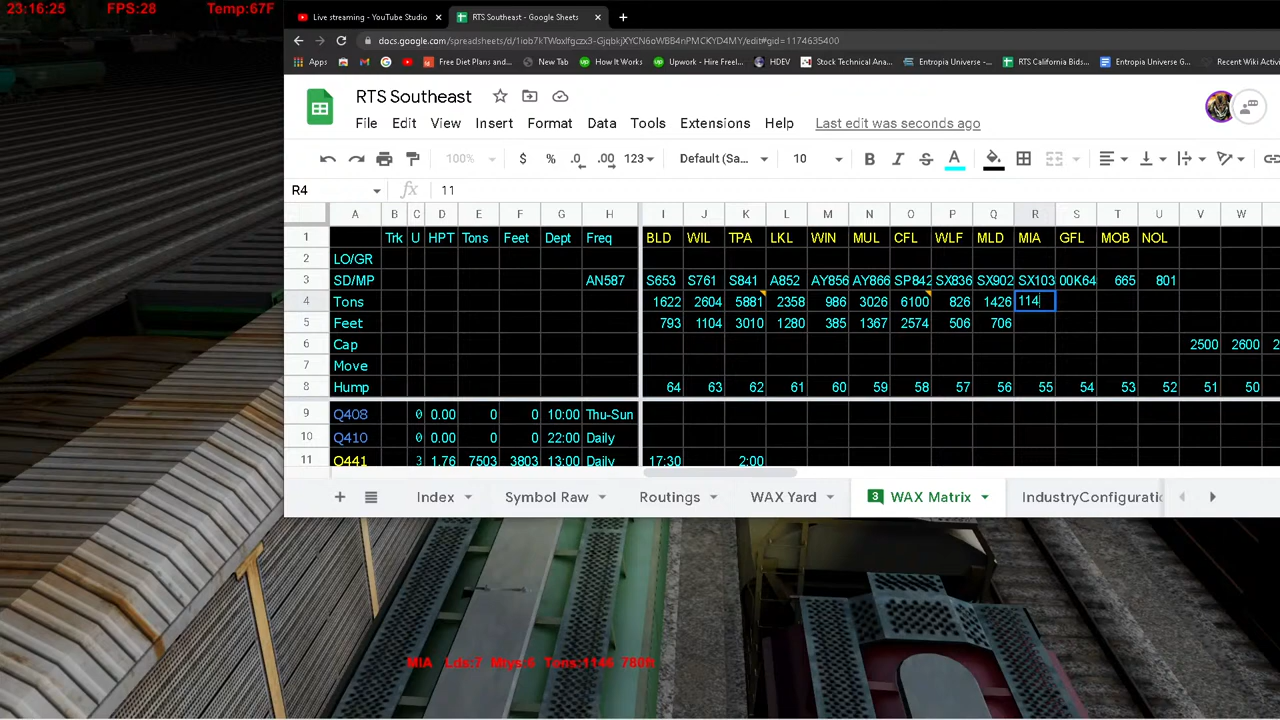 23:16:25 FPS:28 Temp:67F
Live streaming - YouTube Studio RTS Southeast - Google Sheets
Apps Free Diet Plans and... New Tab How It Works Upwork - Hire Freel... HDEV Stock Technical Ana... Entropia Universe -... RTS California Bids... Entropia Universe G... Recent Wiki Activi
RTS Southeast
File Edit View Insert Format Data Tools Extensions Help Last edit was seconds ago
100% $ % .0 .00 123 Default (Sa... 10 B I S A
R4 fx 11
A B C D E F G H I J K L M N O P Q R S T U V W
1 Trk U HPT Tons Feet Dept Freq BLD WIL TPA LKL WIN MUL CFL WLF MLD MIA GFL MOB NOL
2 LO/GR
3 SD/MP AN587 S653 S761 S841 A852 AY856 AY866 SP842 SX836 SX902 SX103 00K64 665 801
4 Tons 1622 2604 5881 2358 986 3026 6100 826 1426 114
5 Feet 793 1104 3010 1280 385 1367 2574 506 706
6 Cap 2500 2600 2
7 Move
8 Hump 64 63 62 61 60 59 58 57 56 55 54 53 52 51 50
9 Q408 0 0.00 0 0 10:00 Thu-Sun
10 Q410 0 0.00 0 0 22:00 Daily
11 Q441 3 1.76 7503 3803 13:00 Daily 17:30 2:00
Index Symbol Raw Routings WAX Yard 3 WAX Matrix IndustryConfiguratio
MIA Lds:7 Mtys:6 Tons:1146 780ft